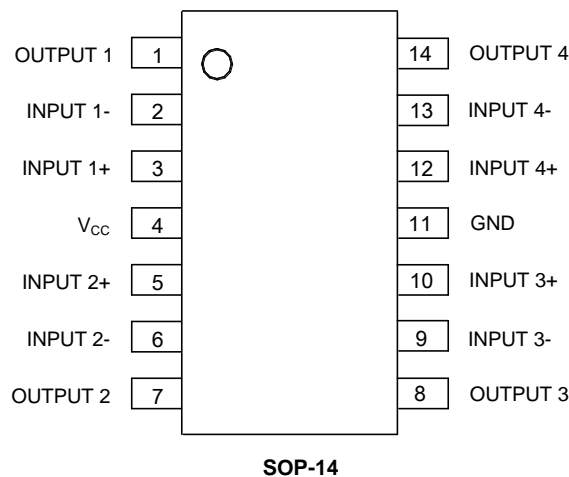 OUTPUT 1 1 14 OUTPUT 4
INPUT 1- 2 13 INPUT 4-
INPUT 1+ 3 12 INPUT 4+
VCC 4 11 GND
INPUT 2+ 5 10 INPUT 3+
INPUT 2- 6 9 INPUT 3-
OUTPUT 2 7 8 OUTPUT 3
SOP-14